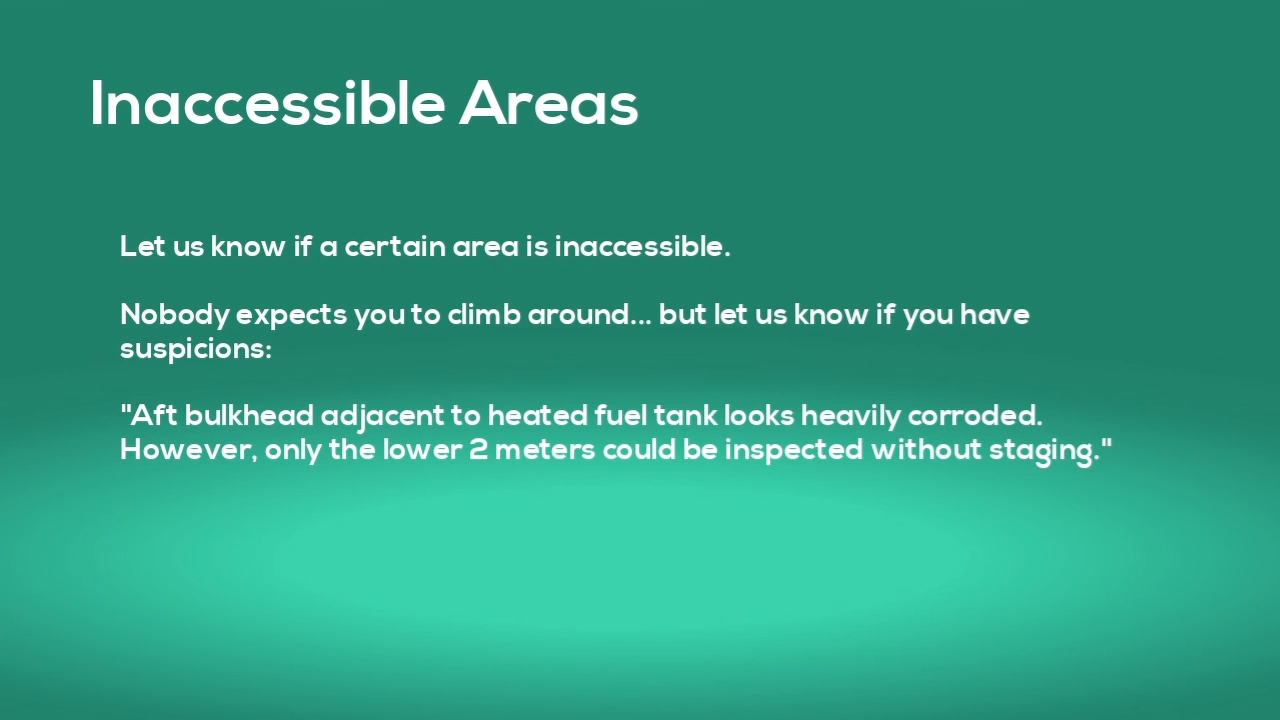 Inaccessible Areas
Let us know if a certain area is inaccessible.
Nobody expects you to climb around... but let us know if you have
suspicions:
"Aft bulkhead adjacent to heated fuel tank looks heavily corroded.
However, only the lower 2 meters could be inspected without staging."